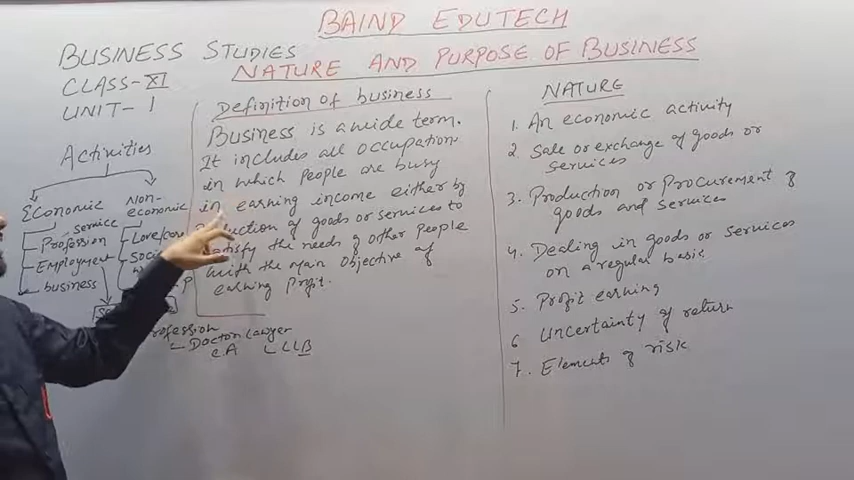 BAIND EDUTECH
NATURE AND PURPOSE OF BUSINESS
BUSINESS STUDIES
CLASS-XI
UNIT-1
Activities
Economic
Non-economic
service
Profession
Employment
business
Love/care
Definition of business
Business is a wide term.
It includes all occupation
in which people are busy
in earning income either by
of goods or services to
satisfy the needs of other People
with the main Objective of
earning Profit.
Doctor Lawyer
CA LLB
NATURE
1. An economic activity
2. Sale or exchange of goods or
services
3. Production or Procurement of
goods and services
4. Dealing in goods or services
on a regular basis
5. Profit earning
6 Uncertainty of return
7. Elements of risk